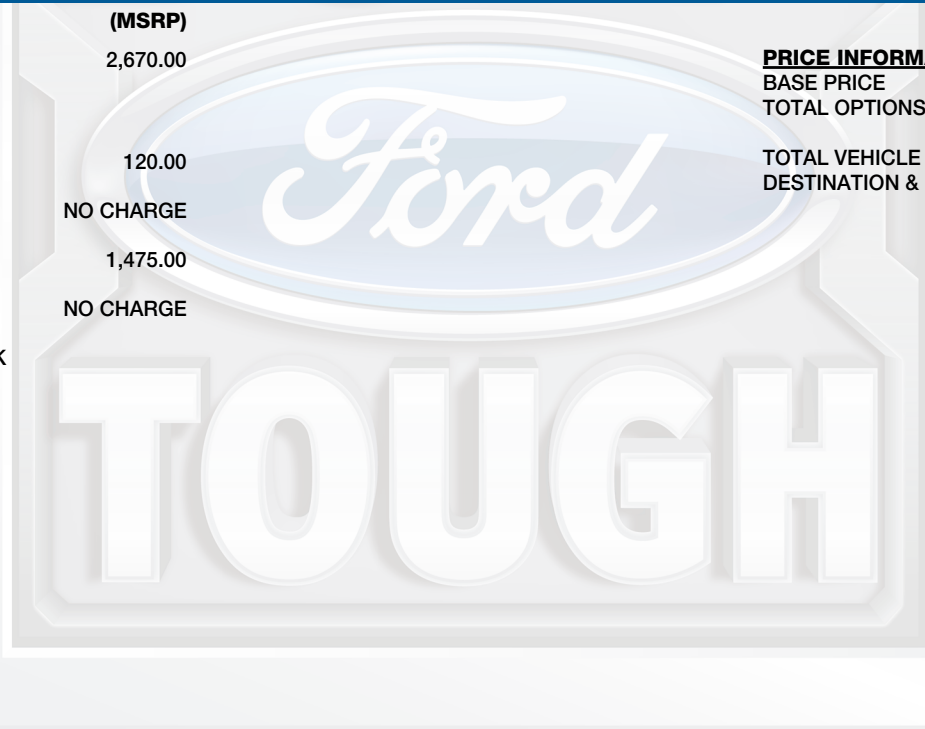 (MSRP)
2,670.00
120.00
NO CHARGE
1,475.00
NO CHARGE
K
PRICE INFORMA
BASE PRICE
TOTAL OPTIONS
TOTAL VEHICLE
DESTINATION &
Ford
TOUGH